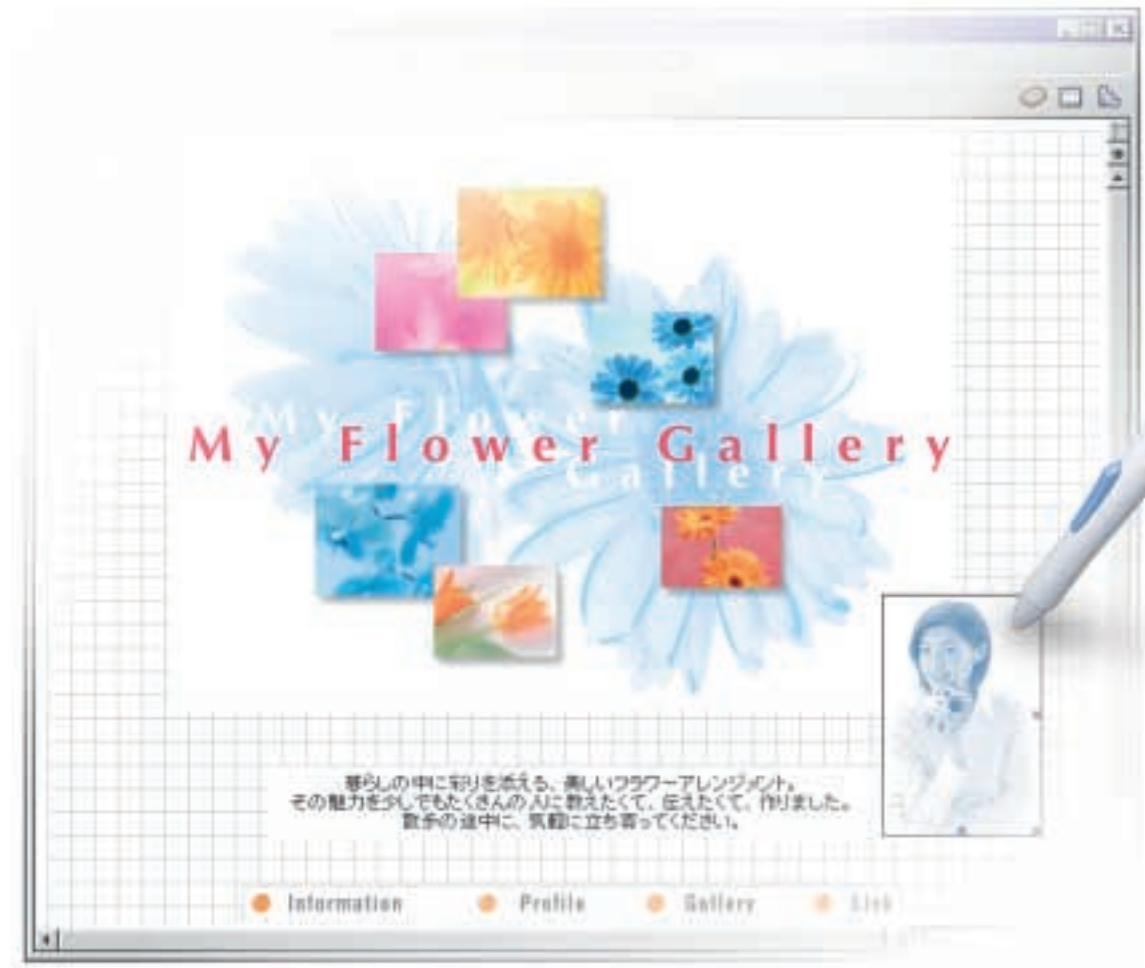 My Flower
My Flower Gallery
Gallery
暮らしの中に彩りを添える、美しいフラワーアレンジメント。
その魅力を少しでもたくさんの人に教えたくて、伝えたくて、作りました。
散歩の途中に、気軽に立ち寄ってください。
Information Profile Gallery Link